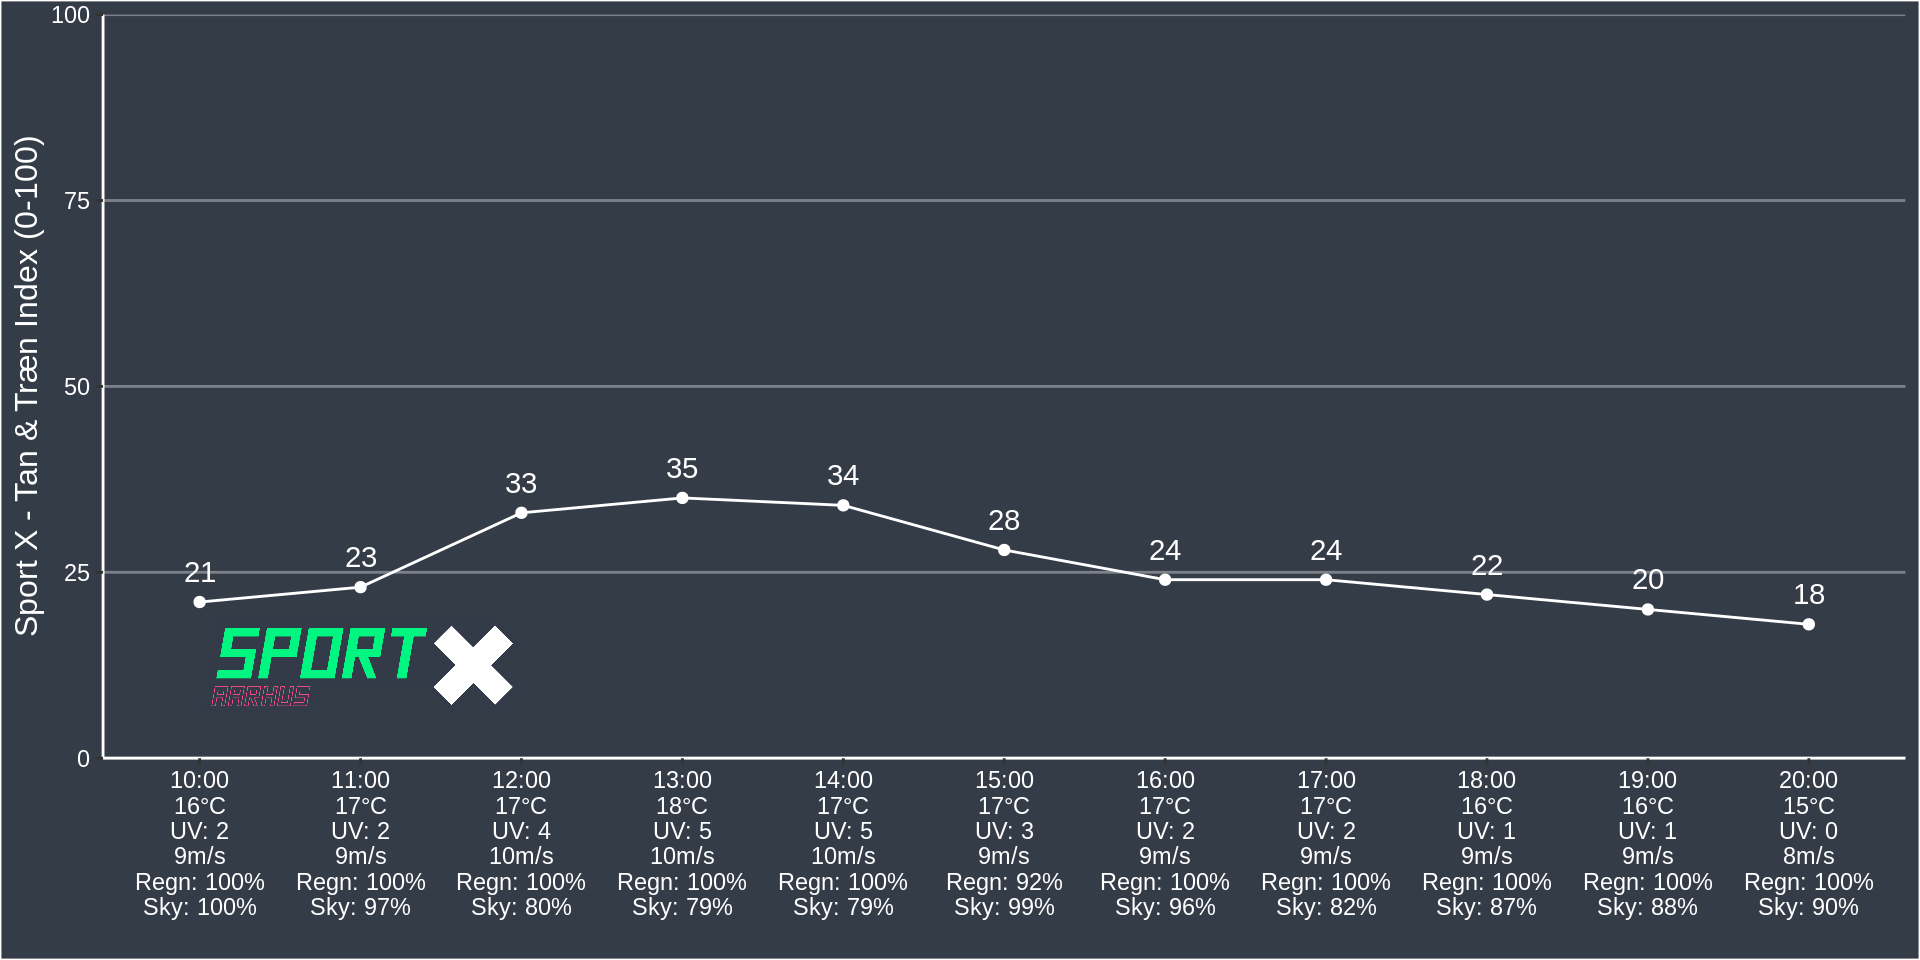 Sport X - Tan & Træn Index (0-100)
100
75
50
25
0
21
23
33
35
34
28
24
24
22
20
18
SPORT X
AARHUS
10:00 11:00 12:00 13:00 14:00 15:00 16:00 17:00 18:00 19:00 20:00
16°C 17°C 17°C 18°C 17°C 17°C 17°C 17°C 16°C 16°C 15°C
UV: 2 UV: 2 UV: 4 UV: 5 UV: 5 UV: 3 UV: 2 UV: 2 UV: 1 UV: 1 UV: 0
9m/s 9m/s 10m/s 10m/s 10m/s 9m/s 9m/s 9m/s 9m/s 9m/s 8m/s
Regn: 100% Regn: 100% Regn: 100% Regn: 100% Regn: 100% Regn: 92% Regn: 100% Regn: 100% Regn: 100% Regn: 100% Regn: 100%
Sky: 100% Sky: 97% Sky: 80% Sky: 79% Sky: 79% Sky: 99% Sky: 96% Sky: 82% Sky: 87% Sky: 88% Sky: 90%